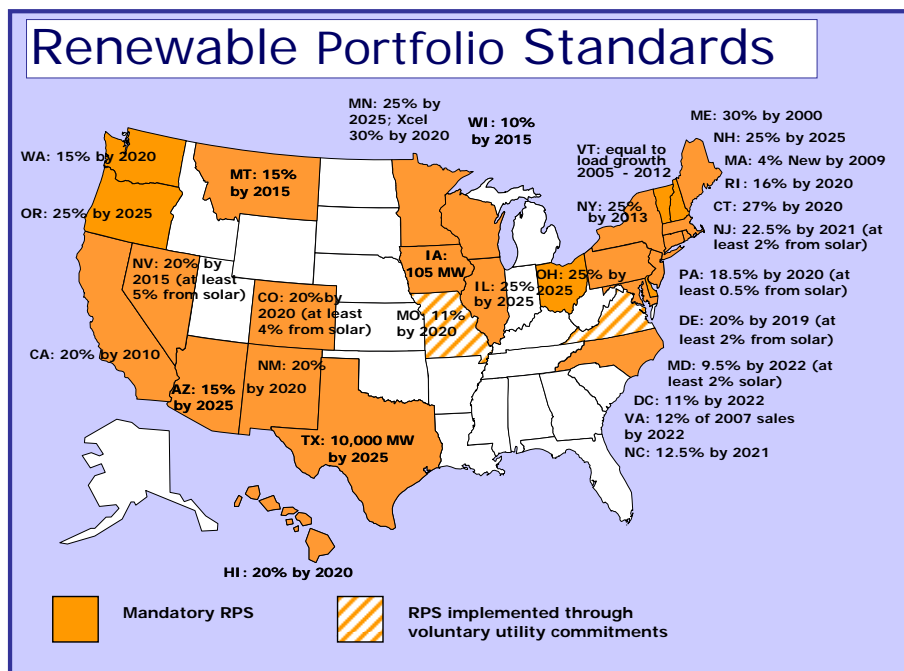 Renewable Portfolio Standards
MN: 25% by
2025; Xcel
30% by 2020
WI: 10%
by 2015
ME: 30% by 2000
NH: 25% by 2025
VT: equal to
load growth
2005 - 2012
MA: 4% New by 2009
RI: 16% by 2020
CT: 27% by 2020
NJ: 22.5% by 2021 (at
least 2% from solar)
PA: 18.5% by 2020 (at
least 0.5% from solar)
DE: 20% by 2019 (at
least 2% from solar)
MD: 9.5% by 2022 (at
least 2% solar)
DC: 11% by 2022
VA: 12% of 2007 sales
by 2022
NC: 12.5% by 2021
WA: 15% by 2020
MT: 15%
by 2015
OR: 25% by 2025
NY: 25%
by 2013
NV: 20% by
2015 (at least
5% from solar)
IA:
105 MW
CO: 20% by
2020 (at least
4% from solar)
IL: 25%
by 2025
OH: 25% by
2025
MO: 11%
by 2020
CA: 20% by 2010
AZ: 15%
by 2025
NM: 20%
by 2020
TX: 10,000 MW
by 2025
HI: 20% by 2020
Mandatory RPS
RPS implemented through
voluntary utility commitments